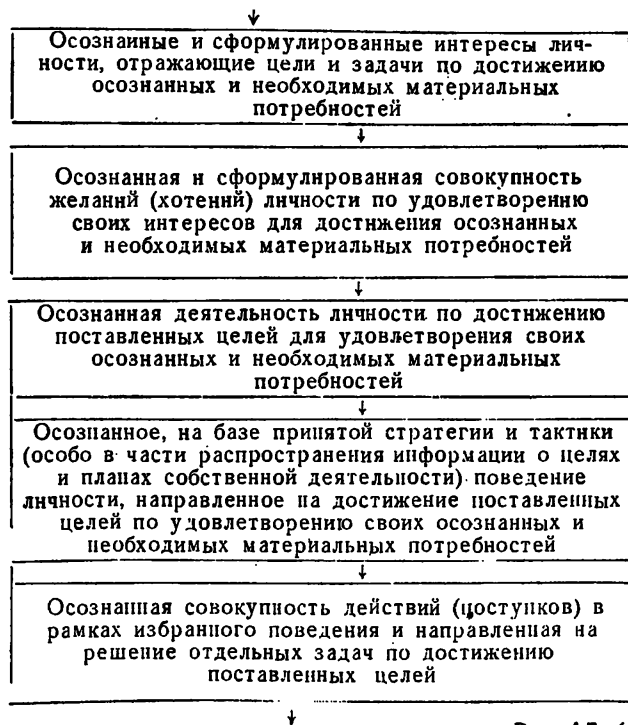 Осознанные и сформулированные интересы лич-
ности, отражающие цели и задачи по достижению
осознанных и необходимых материальных
потребностей
Осознанная и сформулированная совокупность
желаний (хотений) личности по удовлетворению
своих интересов для достижения осознанных
и необходимых материальных потребностей
Осознанная деятельность личности по достижению
поставленных целей для удовлетворения своих
осознанных и необходимых материальных
потребностей
Осознанное, на базе принятой стратегии и тактики
(особо в части распространения информации о целях
и планах собственной деятельности) поведение
личности, направленное на достижение поставленных
целей по удовлетворению своих осознанных и
необходимых материальных потребностей
Осознанная совокупность действий (поступков) в
рамках избранного поведения и направленная на
решение отдельных задач по достижению
поставленных целей